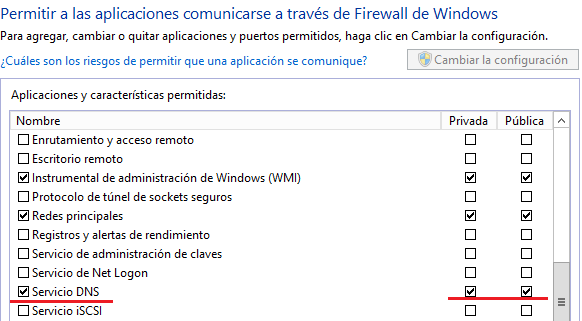 Permitir a las aplicaciones comunicarse a través de Firewall de Windows
Para agregar, cambiar o quitar aplicaciones y puertos permitidos, haga clic en Cambiar la configuración.
¿Cuáles son los riesgos de permitir que una aplicación se comunique? Cambiar la configuración
Aplicaciones y características permitidas:
Nombre Privada Pública
Enrutamiento y acceso remoto
Escritorio remoto
Instrumental de administración de Windows (WMI)
Protocolo de túnel de sockets seguros
Redes principales
Registros y alertas de rendimiento
Servicio de administración de claves
Servicio de Net Logon
Servicio DNS
Servicio iSCSI